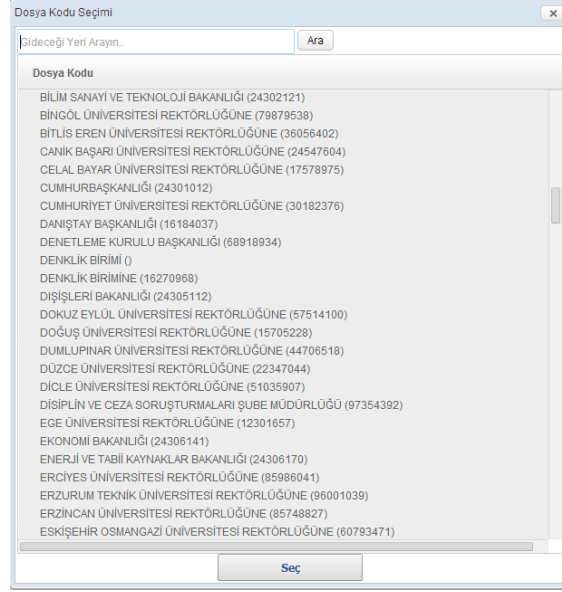 Dosya Kodu Seçimi
Gideceği Yeri Arayın.. Ara
Dosya Kodu
BİLİM SANAYİ VE TEKNOLOJİ BAKANLIĞI (24302121)
BİNGÖL ÜNİVERSİTESİ REKTÖRLÜĞÜNE (79879538)
BİTLİS EREN ÜNİVERSİTESİ REKTÖRLÜĞÜNE (36056402)
CANİK BAŞARI ÜNİVERSİTESİ REKTÖRLÜĞÜNE (24547604)
CELAL BAYAR ÜNİVERSİTESİ REKTÖRLÜĞÜNE (17578975)
CUMHURBAŞKANLIĞI (24301012)
CUMHURİYET ÜNİVERSİTESİ REKTÖRLÜĞÜNE (30182376)
DANIŞTAY BAŞKANLIĞI (16184037)
DENETLEME KURULU BAŞKANLIĞI (68918934)
DENKLİK BİRİMİ ()
DENKLİK BİRİMİNE (16270968)
DIŞİŞLERİ BAKANLIĞI (24305112)
DOKUZ EYLÜL ÜNİVERSİTESİ REKTÖRLÜĞÜNE (57514100)
DOĞUŞ ÜNİVERSİTESİ REKTÖRLÜĞÜNE (15705228)
DUMLUPINAR ÜNİVERSİTESİ REKTÖRLÜĞÜNE (44706518)
DÜZCE ÜNİVERSİTESİ REKTÖRLÜĞÜNE (22347044)
DİCLE ÜNİVERSİTESİ REKTÖRLÜĞÜNE (51035907)
DİSİPLİN VE CEZA SORUŞTURMALARI ŞUBE MÜDÜRLÜĞÜ (97354392)
EGE ÜNİVERSİTESİ REKTÖRLÜĞÜNE (12301657)
EKONOMİ BAKANLIĞI (24306141)
ENERJİ VE TABİİ KAYNAKLAR BAKANLIĞI (24306170)
ERCİYES ÜNİVERSİTESİ REKTÖRLÜĞÜNE (85986041)
ERZURUM TEKNİK ÜNİVERSİTESİ REKTÖRLÜĞÜNE (96001039)
ERZİNCAN ÜNİVERSİTESİ REKTÖRLÜĞÜNE (85748827)
ESKİŞEHİR OSMANGAZİ ÜNİVERSİTESİ REKTÖRLÜĞÜNE (60793471)
Seç